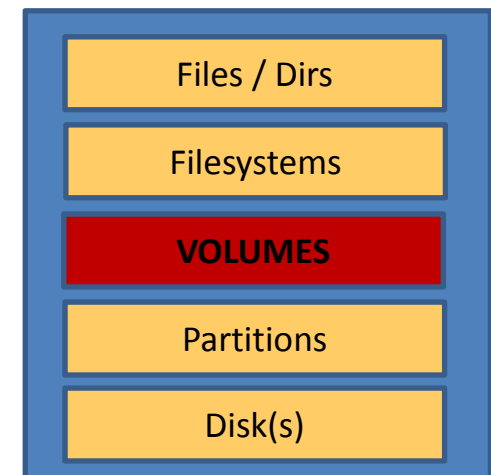 Files / Dirs
Filesystems
VOLUMES
Partitions
Disk(s)